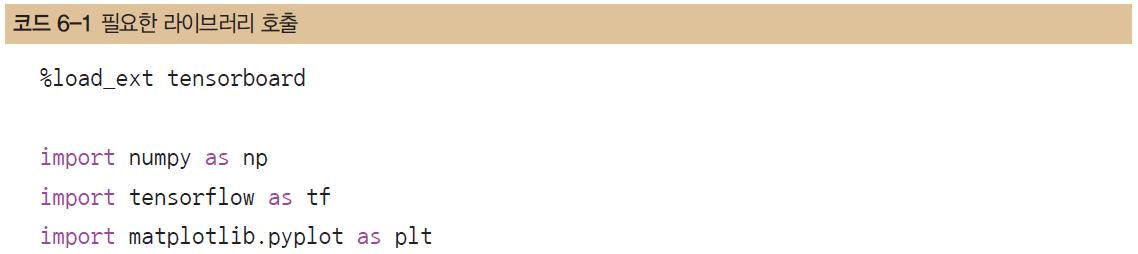 코드 6-1 필요한 라이브러리 호출
%load_ext tensorboard
import numpy as np
import tensorflow as tf
import matplotlib.pyplot as plt